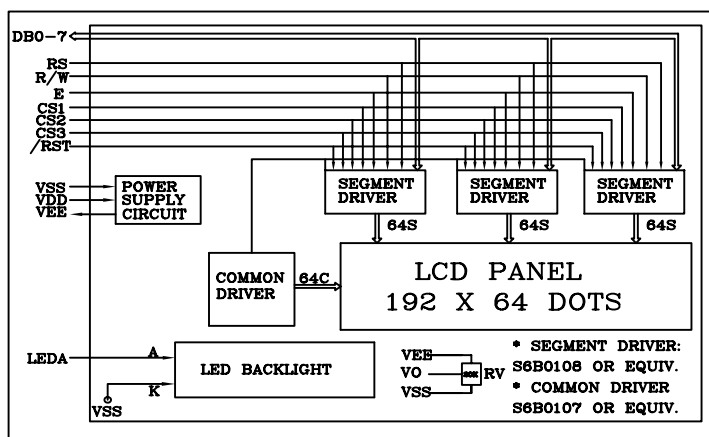 DB0-7
RS
R/W
E
CS1
CS2
CS3
/RST
VSS
VDD
VEE
POWER
SUPPLY
CIRCUIT
SEGMENT
DRIVER
SEGMENT
DRIVER
SEGMENT
DRIVER
64S
64S
64S
COMMON
DRIVER
64C
LCD PANEL
192 X 64 DOTS
LEDA
A
K
VSS
LED BACKLIGHT
VEE
VO
VSS
RV
* SEGMENT DRIVER:
S6B0108 OR EQUIV.
* COMMON DRIVER
S6B0107 OR EQUIV.